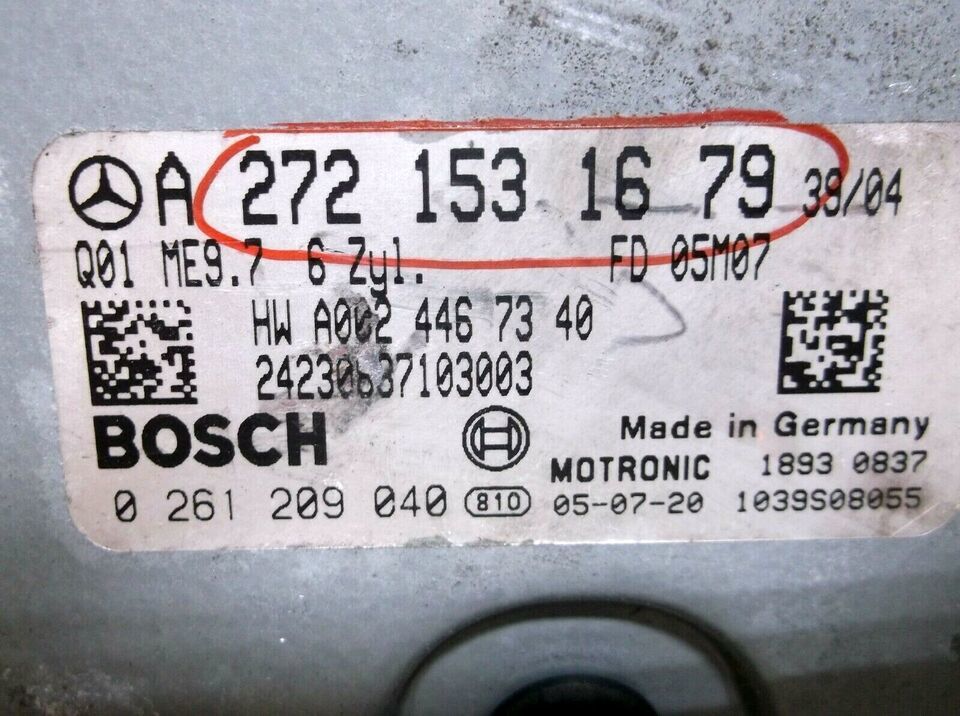 A 272 153 16 79 39/04
Q01 ME9.7 6 Zyl. FD 05M07
HW A002 446 73 40
24230637103003
BOSCH Made in Germany
MOTRONIC 1893 0837
0 261 209 040 810 05-07-20 1039S08055